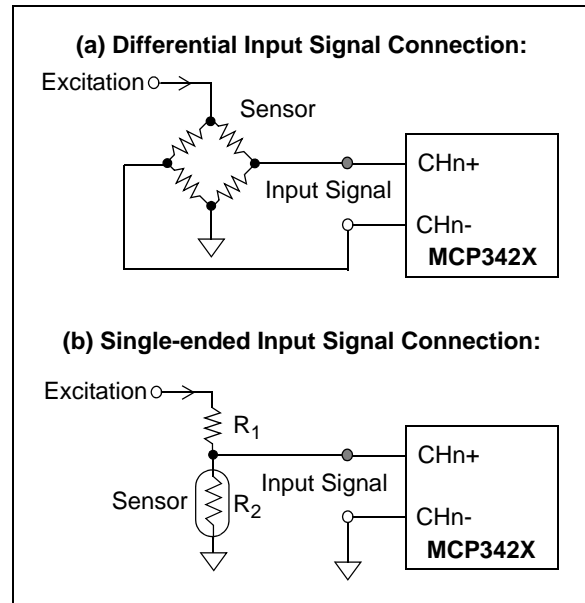 (a) Differential Input Signal Connection:
Excitation
Sensor
CHn+
Input Signal
CHn-
MCP342X
(b) Single-ended Input Signal Connection:
Excitation
R1
CHn+
Input Signal
Sensor
R2
CHn-
MCP342X